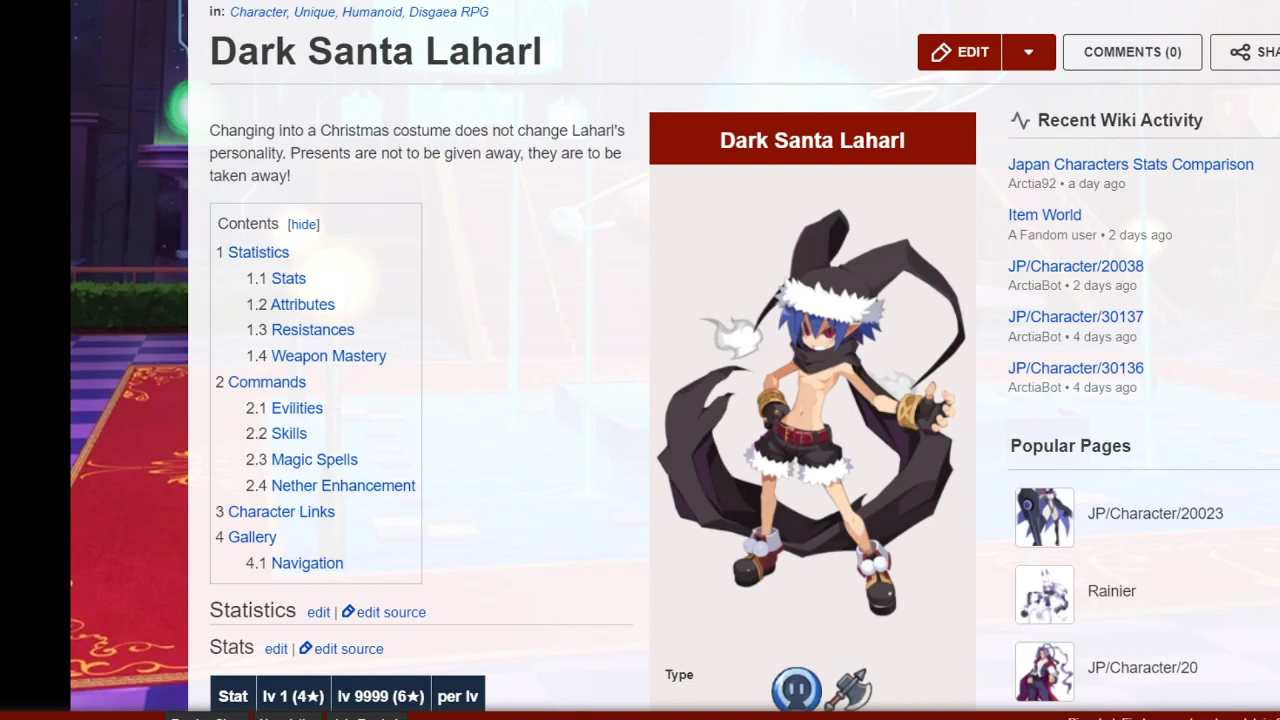 in: Character, Unique, Humanoid, Disgaea RPG
Dark Santa Laharl
EDIT
COMMENTS (0)
Changing into a Christmas costume does not change Laharl's
personality. Presents are not to be given away, they are to be
taken away!
Contents [hide]
1 Statistics
1.1 Stats
1.2 Attributes
1.3 Resistances
1.4 Weapon Mastery
2 Commands
2.1 Evilities
2.2 Skills
2.3 Magic Spells
2.4 Nether Enhancement
3 Character Links
4 Gallery
4.1 Navigation
Statistics edit | edit source
Stats edit | edit source
Stat lv 1 (4★) lv 9999 (6★) per lv
Dark Santa Laharl
Type
Recent Wiki Activity
Japan Characters Stats Comparison
Arctia92 • a day ago
Item World
A Fandom user • 2 days ago
JP/Character/20038
ArctiaBot • 2 days ago
JP/Character/30137
ArctiaBot • 4 days ago
JP/Character/30136
ArctiaBot • 4 days ago
Popular Pages
JP/Character/20023
Rainier
JP/Character/20